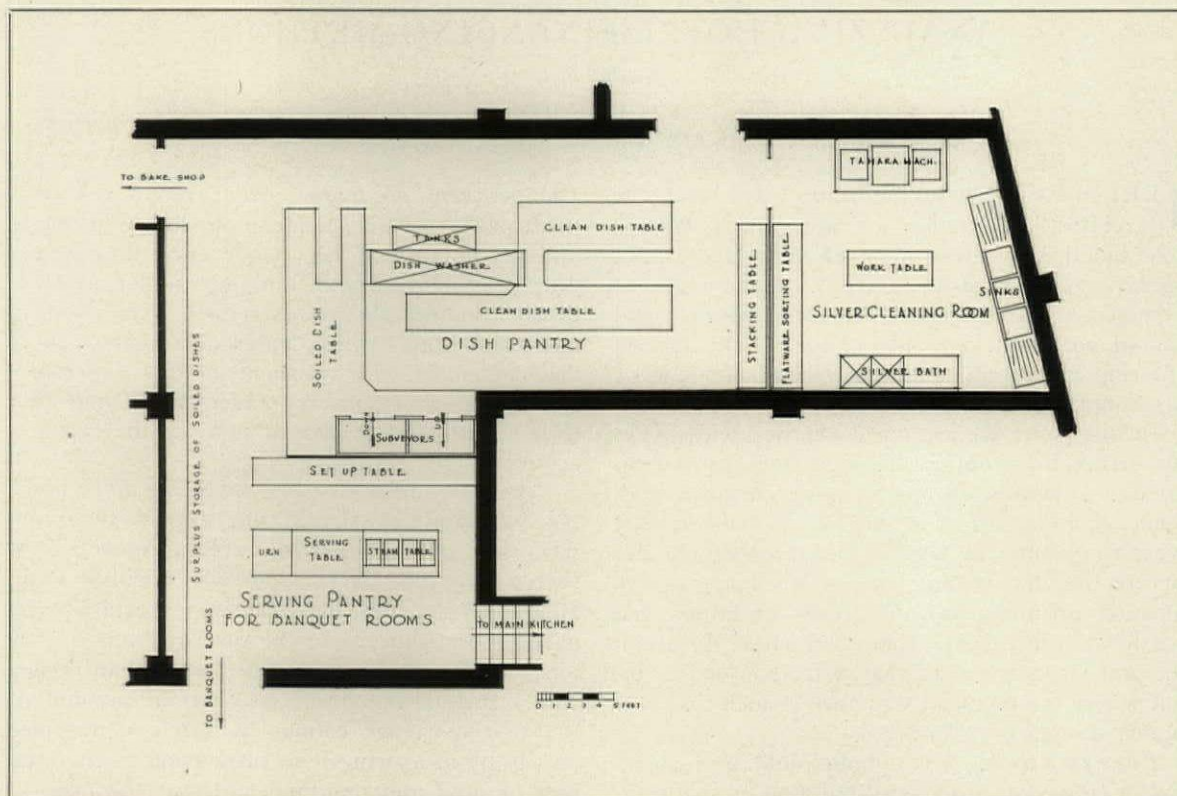 TO BAKE SHOP
TAHARA MACH.
TANKS
CLEAN DISH TABLE
DISH WASHER
WORK TABLE
SINKS
CLEAN DISH TABLE
SILVER CLEANING ROOM
DISH PANTRY
SOILED DISH
TABLE
STACKING TABLE
FLATWARE SORTING TABLE
SILVER BATH
DOWN
UP
SUBVEYORS
SET UP TABLE
SURPLUS STORAGE OF SOILED DISHES
URN
SERVING
TABLE
STEAM TABLE
SERVING PANTRY
FOR BANQUET ROOMS
TO MAIN KITCHEN
TO BANQUET ROOMS
0 1 2 3 4 5 FEET